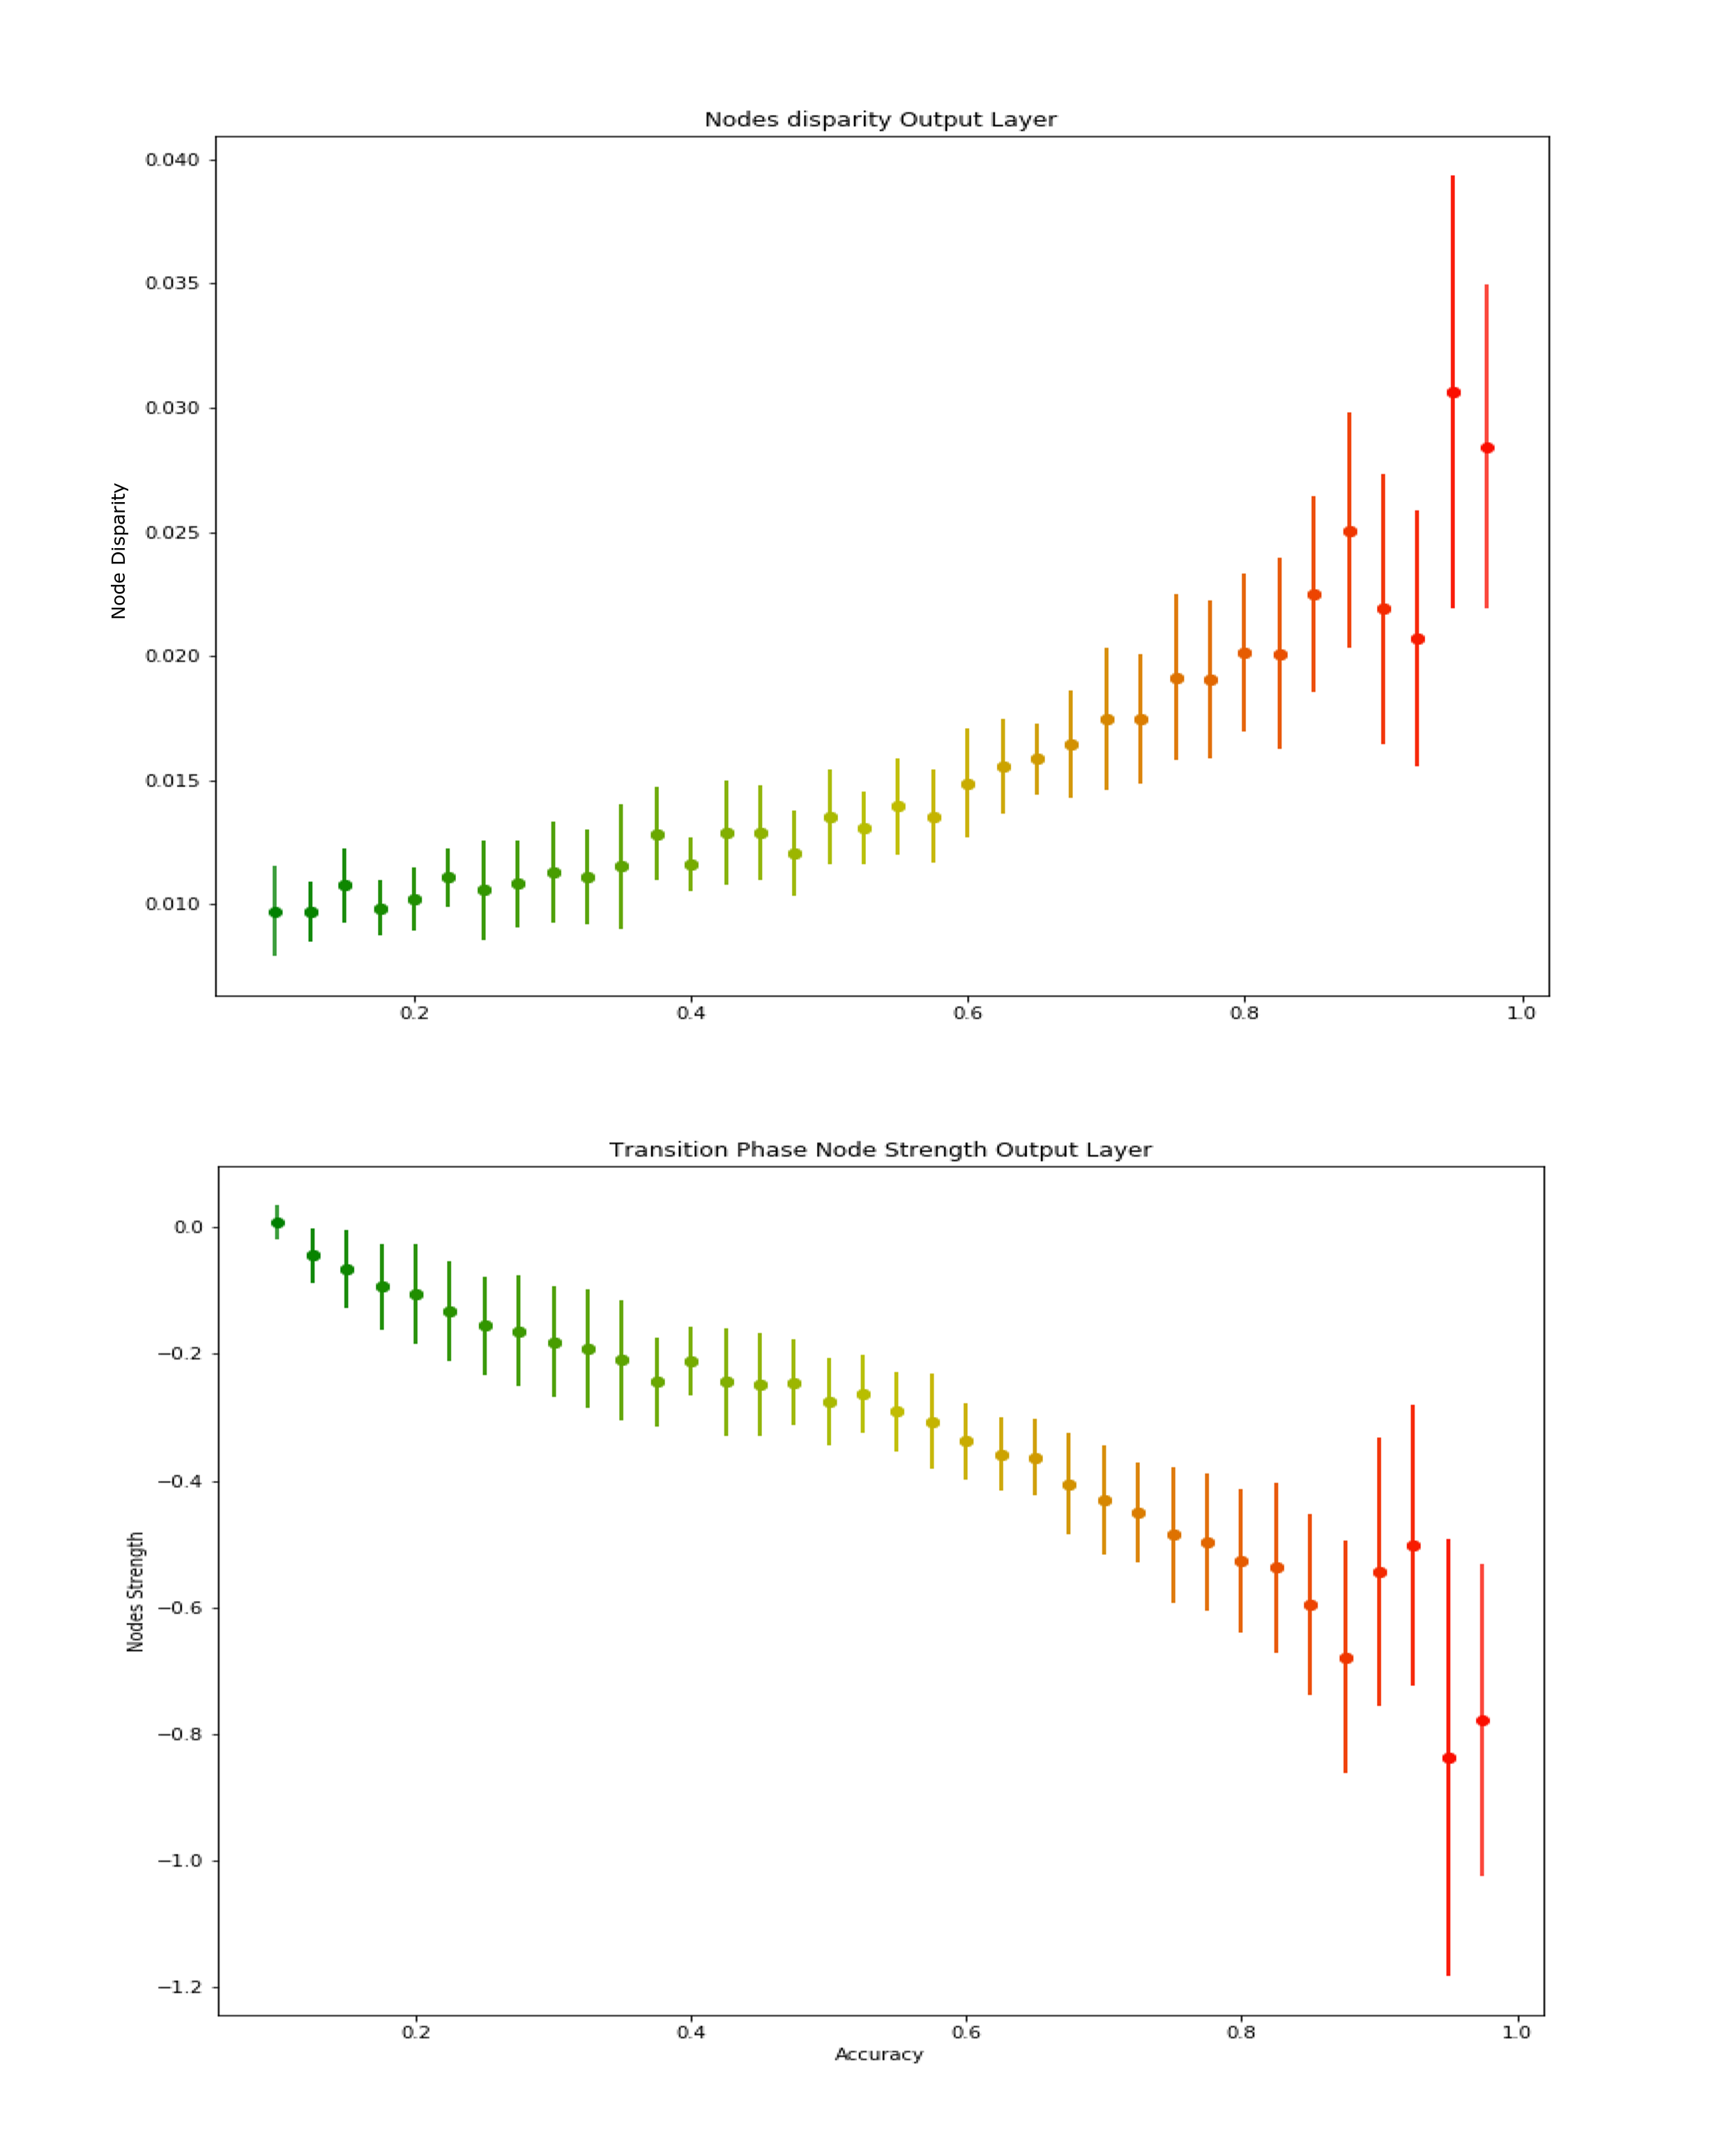 Nodes disparity Output Layer
0.040
0.035
0.030
0.025
0.020
0.015
0.010
Node Disparity
0.2 0.4 0.6 0.8 1.0
Transition Phase Node Strength Output Layer
0.0
−0.2
−0.4
−0.6
−0.8
−1.0
−1.2
Nodes Strength
0.2 0.4 0.6 0.8 1.0
Accuracy